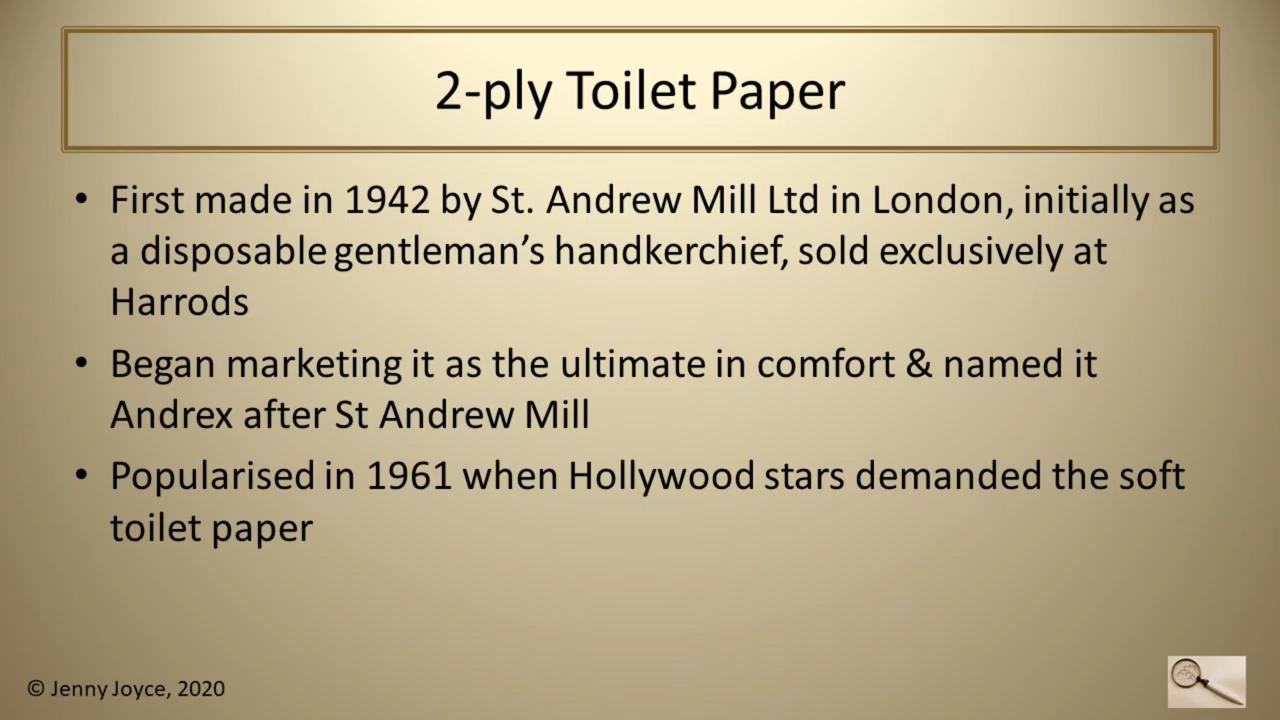 2-ply Toilet Paper
• First made in 1942 by St. Andrew Mill Ltd in London, initially as
a disposable gentleman’s handkerchief, sold exclusively at
Harrods
• Began marketing it as the ultimate in comfort & named it
Andrex after St Andrew Mill
• Popularised in 1961 when Hollywood stars demanded the soft
toilet paper
© Jenny Joyce, 2020